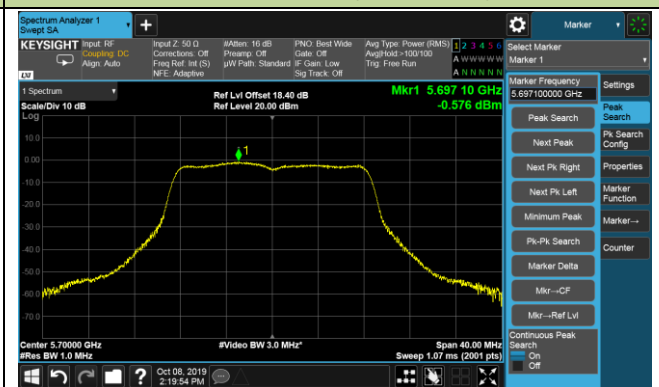 Spectrum Analyzer 1
Swept SA
+
Marker
KEYSIGHT
Input: RF
Coupling: DC
Align: Auto
Input Z: 50 Ω
Corrections: Off
Freq Ref: Int (S)
NFE: Adaptive
#Atten: 16 dB
Preamp: Off
µW Path: Standard
PNO: Best Wide
Gate: Off
IF Gain: Low
Sig Track: Off
Avg Type: Power (RMS)
Avg|Hold:>100/100
Trig: Free Run
1 2 3 4 5 6
A W W W W W
A N N N N N
LXI
Select Marker
Marker 1
1 Spectrum
Scale/Div 10 dB
Log
Ref Lvl Offset 18.40 dB
Ref Level 20.00 dBm
Mkr1 5.697 10 GHz
-0.576 dBm
10.0
0.00
-10.0
-20.0
-30.0
-40.0
-50.0
-60.0
-70.0
1
Center 5.70000 GHz
#Res BW 1.0 MHz
#Video BW 3.0 MHz*
Span 40.00 MHz
Sweep 1.07 ms (2001 pts)
Marker Frequency
5.697100000 GHz
Peak Search
Next Peak
Next Pk Right
Next Pk Left
Minimum Peak
Pk-Pk Search
Marker Delta
Mkr→CF
Mkr→Ref Lvl
Continuous Peak
Search
On
Off
Settings
Peak
Search
Pk Search
Config
Properties
Marker
Function
Marker→
Counter
?
Oct 08, 2019
2:19:54 PM